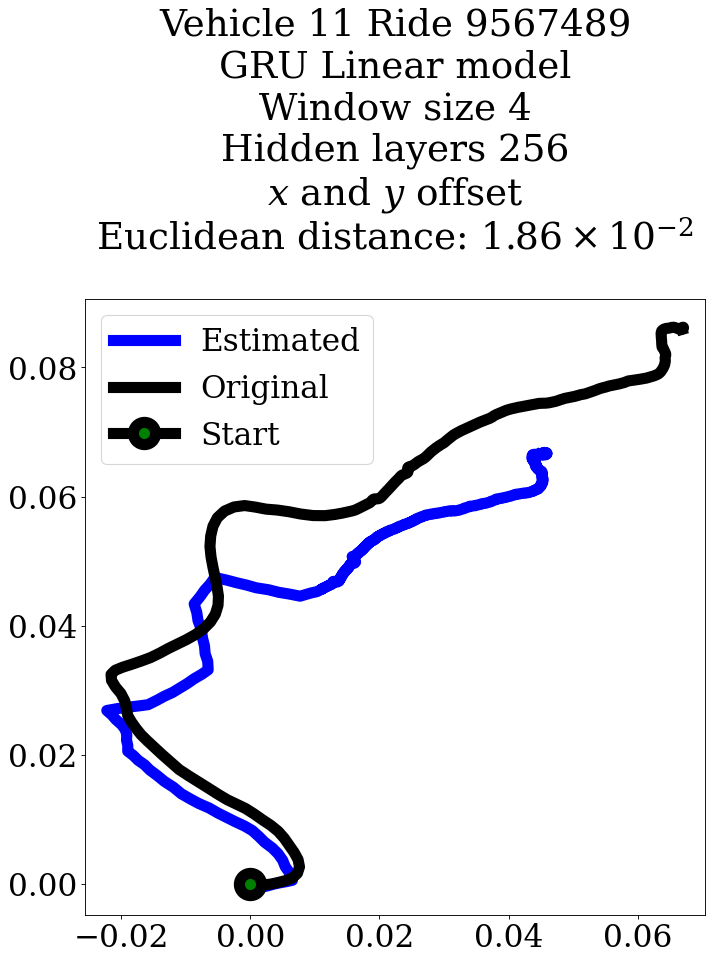 Vehicle 11 Ride 9567489
GRU Linear model
Window size 4
Hidden layers 256
x and y offset
Euclidean distance: 1.86 × 10⁻²
Estimated
Original
Start
0.08
0.06
0.04
0.02
0.00
−0.02 0.00 0.02 0.04 0.06